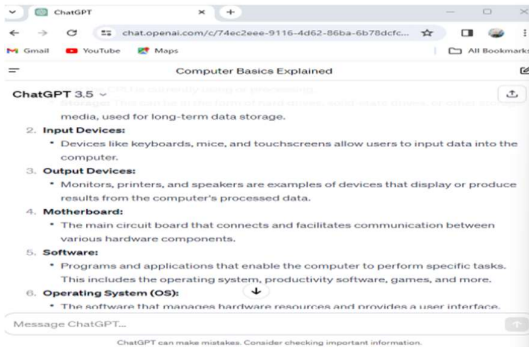 ChatGPT
chat.openai.com/c/74ec2eee-9116-4d62-86ba-6b78dcfc...
Gmail YouTube Maps All Bookmarks
Computer Basics Explained
ChatGPT 3.5
media, used for long-term data storage.
2. Input Devices:
• Devices like keyboards, mice, and touchscreens allow users to input data into the
computer.
3. Output Devices:
• Monitors, printers, and speakers are examples of devices that display or produce
results from the computer's processed data.
4. Motherboard:
• The main circuit board that connects and facilitates communication between
various hardware components.
5. Software:
• Programs and applications that enable the computer to perform specific tasks.
This includes the operating system, productivity software, games, and more.
6. Operating System (OS):
• The software that manages hardware resources and provides a user interface.
Message ChatGPT...
ChatGPT can make mistakes. Consider checking important information.